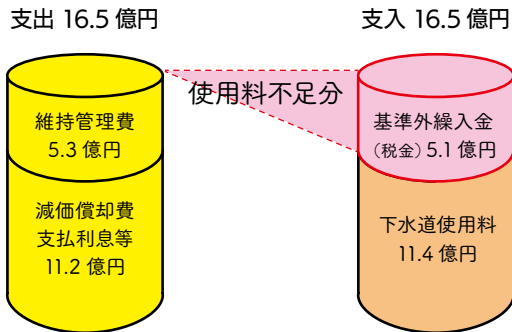 支出 16.5 億円
支入 16.5 億円
使用料不足分
維持管理費
5.3 億円
減価償却費
支払利息等
11.2 億円
基準外繰入金
(税金) 5.1 億円
下水道使用料
11.4 億円